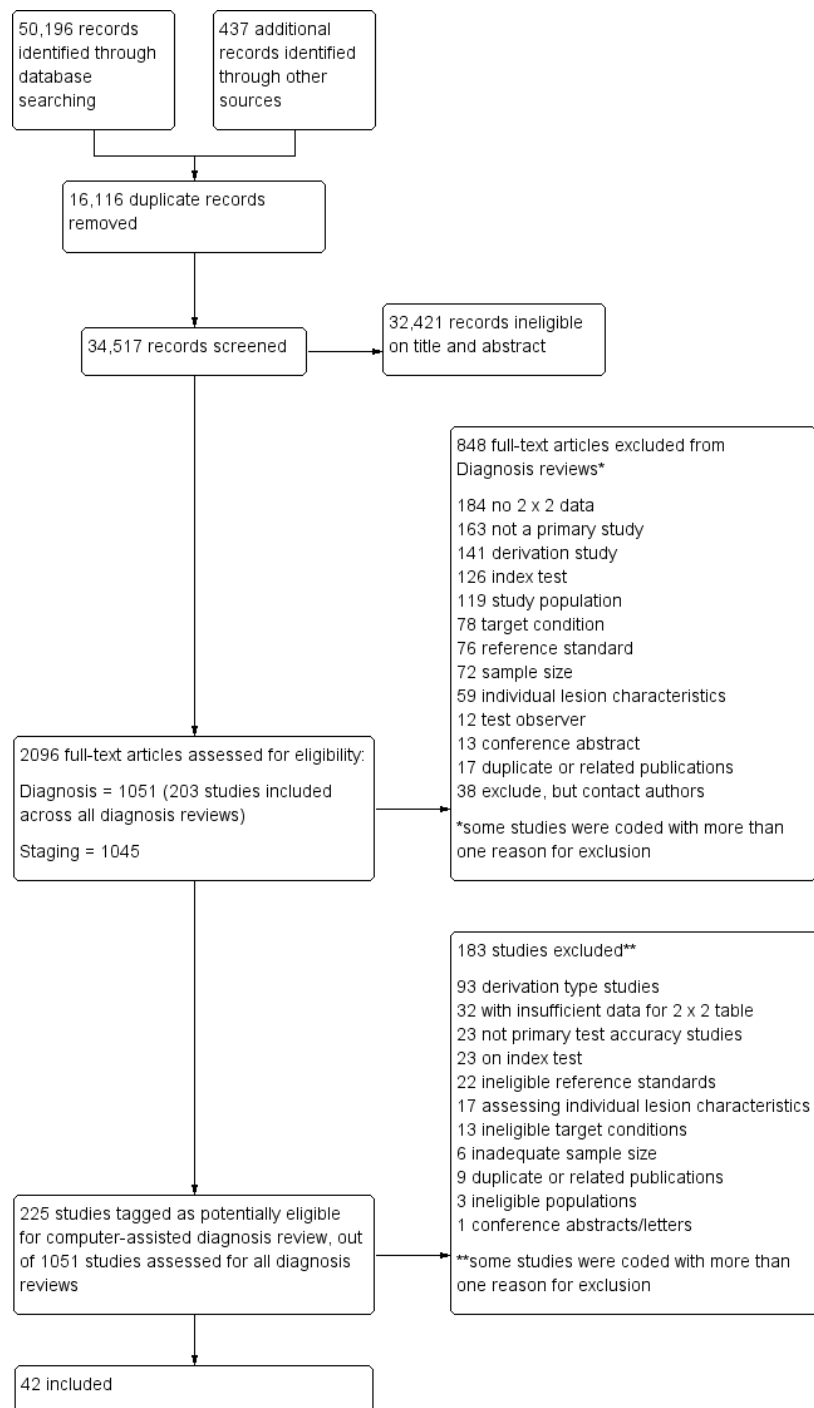 50,196 records
identified through
database
searching
437 additional
records identified
through other
sources
16,116 duplicate records
removed
34,517 records screened
32,421 records ineligible
on title and abstract
848 full-text articles excluded from
Diagnosis reviews*
184 no 2 x 2 data
163 not a primary study
141 derivation study
126 index test
119 study population
78 target condition
76 reference standard
72 sample size
59 individual lesion characteristics
12 test observer
13 conference abstract
17 duplicate or related publications
38 exclude, but contact authors
*some studies were coded with more than
one reason for exclusion
2096 full-text articles assessed for eligibility:
Diagnosis = 1051 (203 studies included
across all diagnosis reviews)
Staging = 1045
183 studies excluded**
93 derivation type studies
32 with insufficient data for 2 x 2 table
23 not primary test accuracy studies
23 on index test
22 ineligible reference standards
17 assessing individual lesion characteristics
13 ineligible target conditions
6 inadequate sample size
9 duplicate or related publications
3 ineligible populations
1 conference abstracts/letters
**some studies were coded with more than
one reason for exclusion
225 studies tagged as potentially eligible
for computer-assisted diagnosis review, out
of 1051 studies assessed for all diagnosis
reviews
42 included